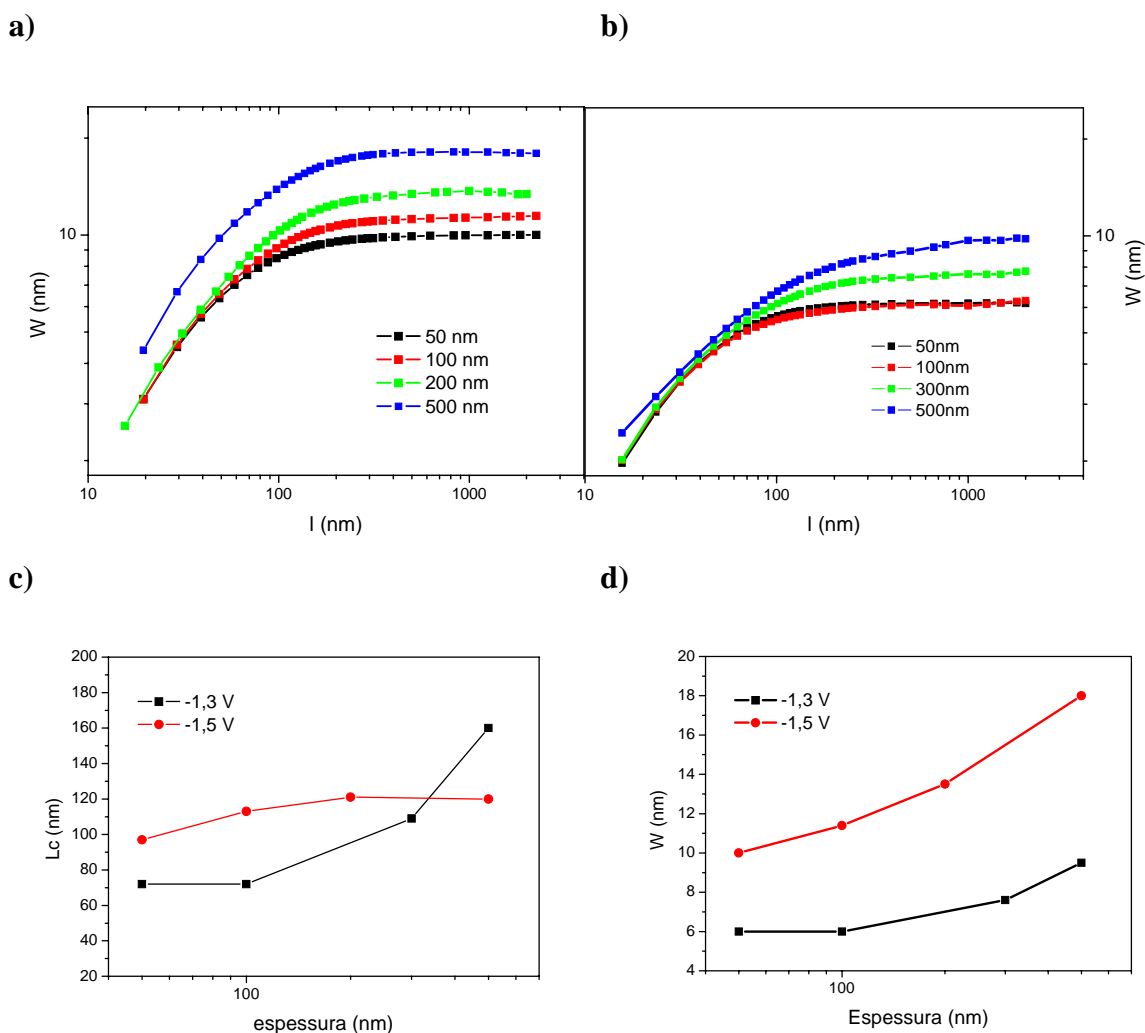 a)
b)
W (nm)
10
50 nm
100 nm
200 nm
500 nm
10
100
1000
l (nm)
W (nm)
10
50nm
100nm
300nm
500nm
10
100
1000
l (nm)
c)
d)
Lc (nm)
200
180
160
140
120
100
80
60
40
20
-1,3 V
-1,5 V
100
espessura (nm)
W (nm)
20
18
16
14
12
10
8
6
4
-1,3 V
-1,5 V
100
Espessura (nm)